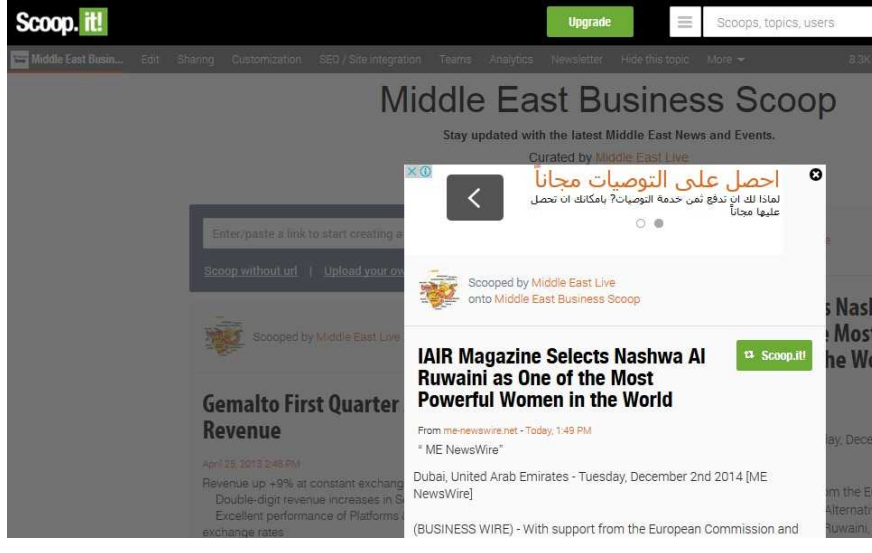 Scoop.it!
Upgrade
Scoops, topics, users
Middle East Busin...
Edit
Sharing
Customization
SEO / Site integration
Teams
Analytics
Newsletter
Hide this topic
More
8.3K
Middle East Business Scoop
Stay updated with the latest Middle East News and Events.
Curated by Middle East Live
Enter/paste a link to start creating a
Scoop without url | Upload your ow
Scooped by Middle East Live
Gemalto First Quarter
Revenue
April 25, 2013 2:48 PM
Revenue up +9% at constant exchang
Double-digit revenue increases in S
Excellent performance of Platforms &
exchange rates
احصل على التوصيات مجاناً
لماذا لك ان تدفع ثمن خدمة التوصيات? بامكانك ان تحصل
عليها مجاناً
Scooped by Middle East Live
onto Middle East Business Scoop
IAIR Magazine Selects Nashwa Al
Ruwaini as One of the Most
Powerful Women in the World
Scoop.it!
From me-newswire.net - Today, 1:49 PM
" ME NewsWire"
Dubai, United Arab Emirates - Tuesday, December 2nd 2014 [ME
NewsWire]
(BUSINESS WIRE) - With support from the European Commission and
s Nash
Most
he Wo
ay, Dece
m the E
Alternati
Ruwaini,